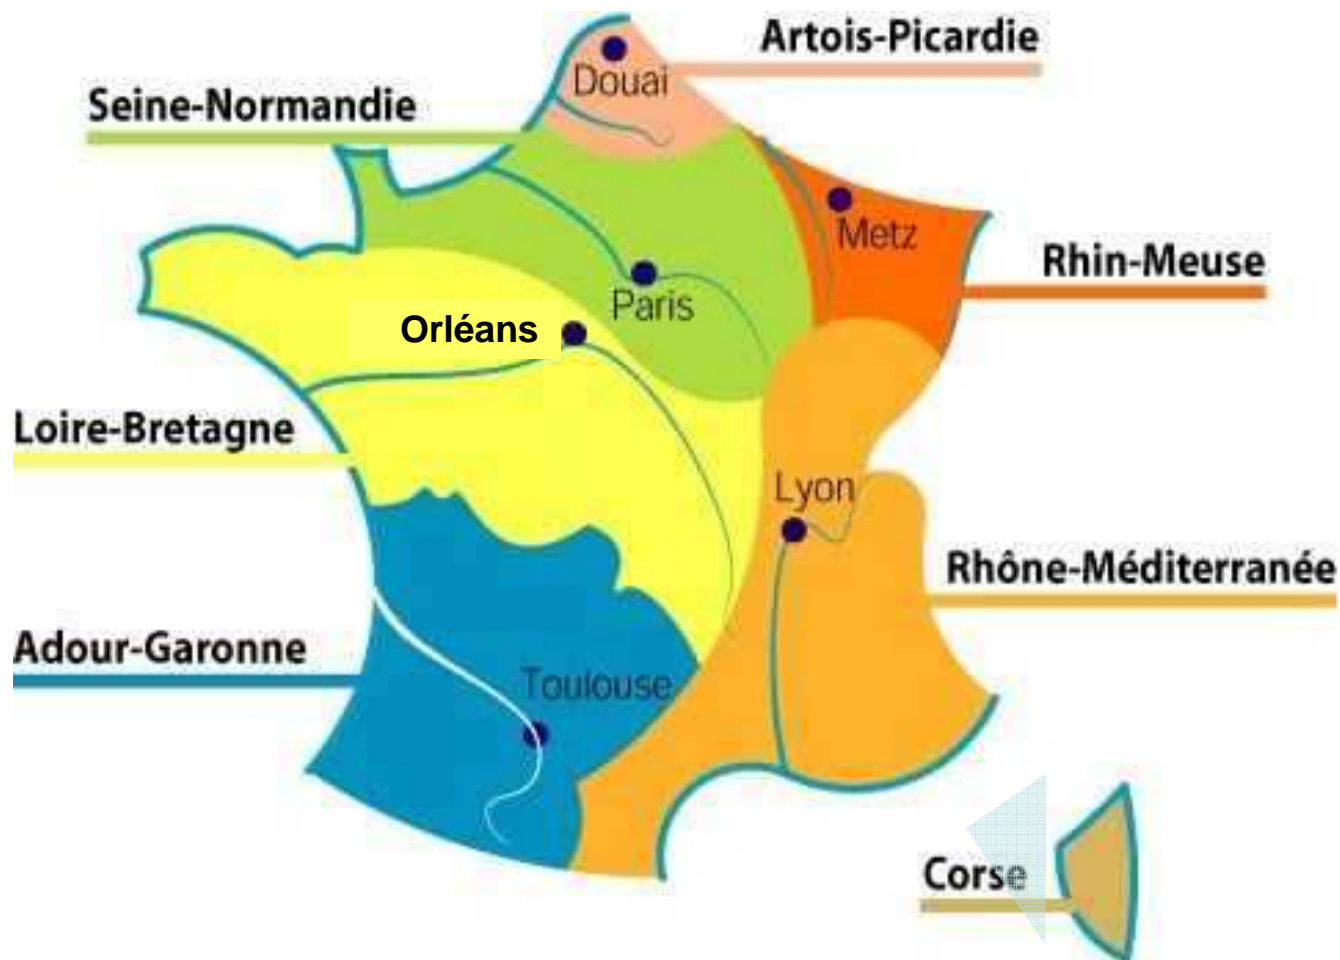 Artois-Picardie
Douai
Seine-Normandie
Metz
Rhin-Meuse
Paris
Orléans
Loire-Bretagne
Lyon
Rhône-Méditerranée
Adour-Garonne
Toulouse
Corse